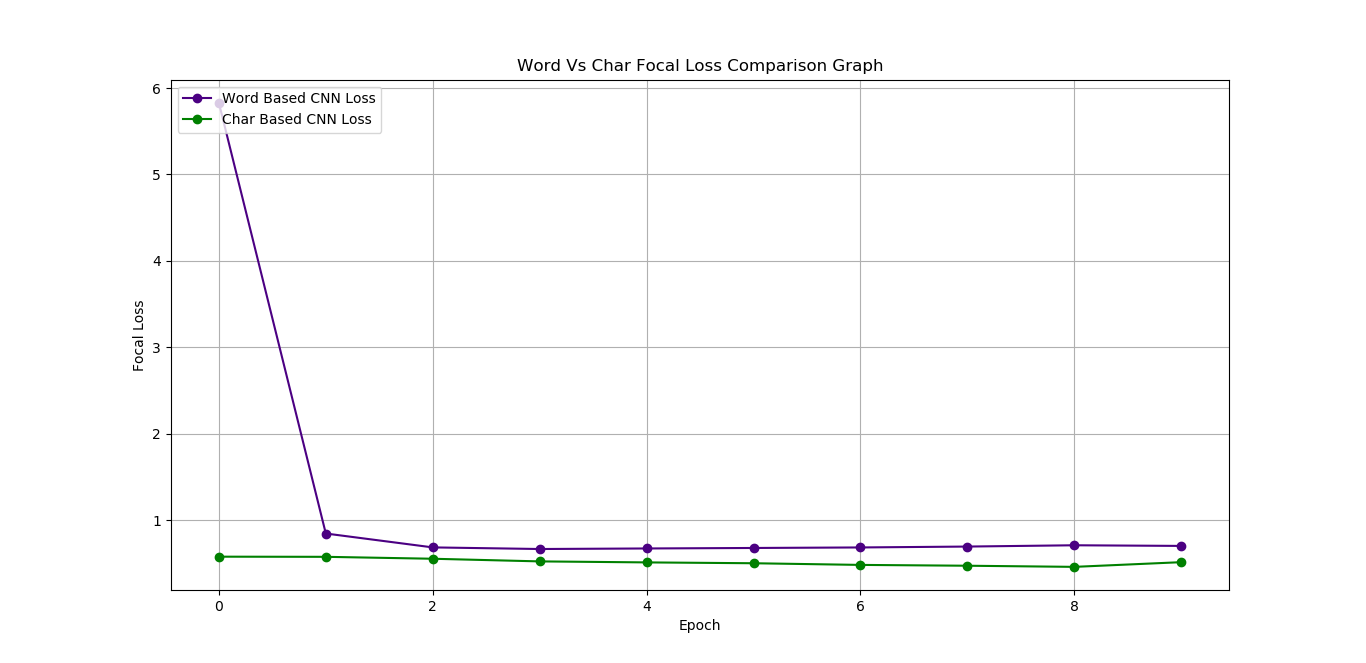 Word Vs Char Focal Loss Comparison Graph
Word Based CNN Loss
Char Based CNN Loss
6
5
4
3
2
1
Focal Loss
0 2 4 6 8
Epoch